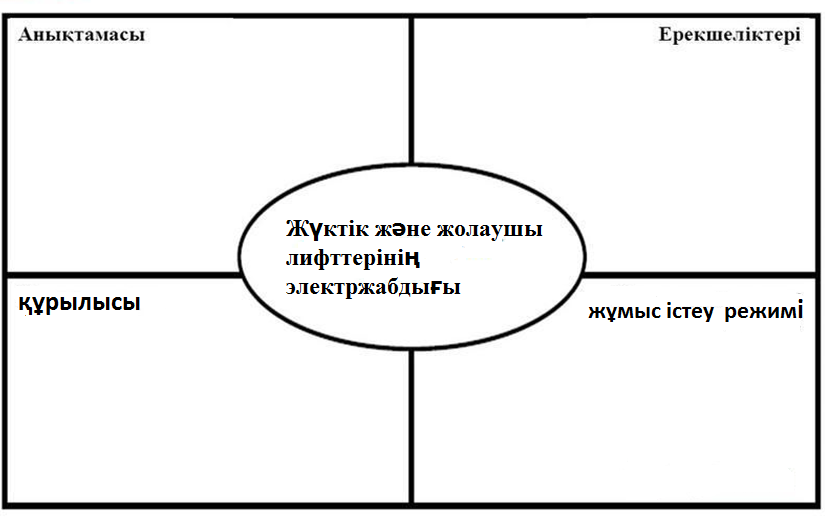 Анықтамасы
Ерекшеліктері
Жүктік және жолаушы
лифттерінің
электржабдығы
құрылысы
жұмыс істеу режимі